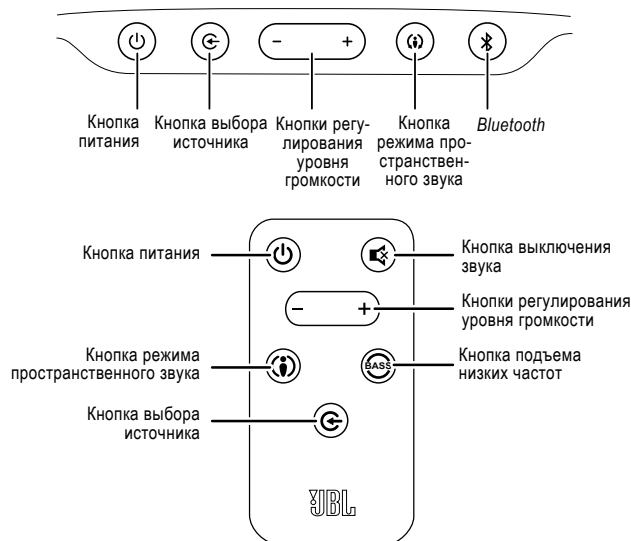 Кнопка
питания
Кнопка выбора
источника
Кнопки регу-
лирования
уровня
громкости
Кнопка
режима про-
странствен-
ного звука
Bluetooth
Кнопка питания
Кнопка выключения
звука
Кнопки регулирования
уровня громкости
Кнопка режима
пространственного звука
BASS
Кнопка подъема
низких частот
Кнопка выбора
источника
JBL